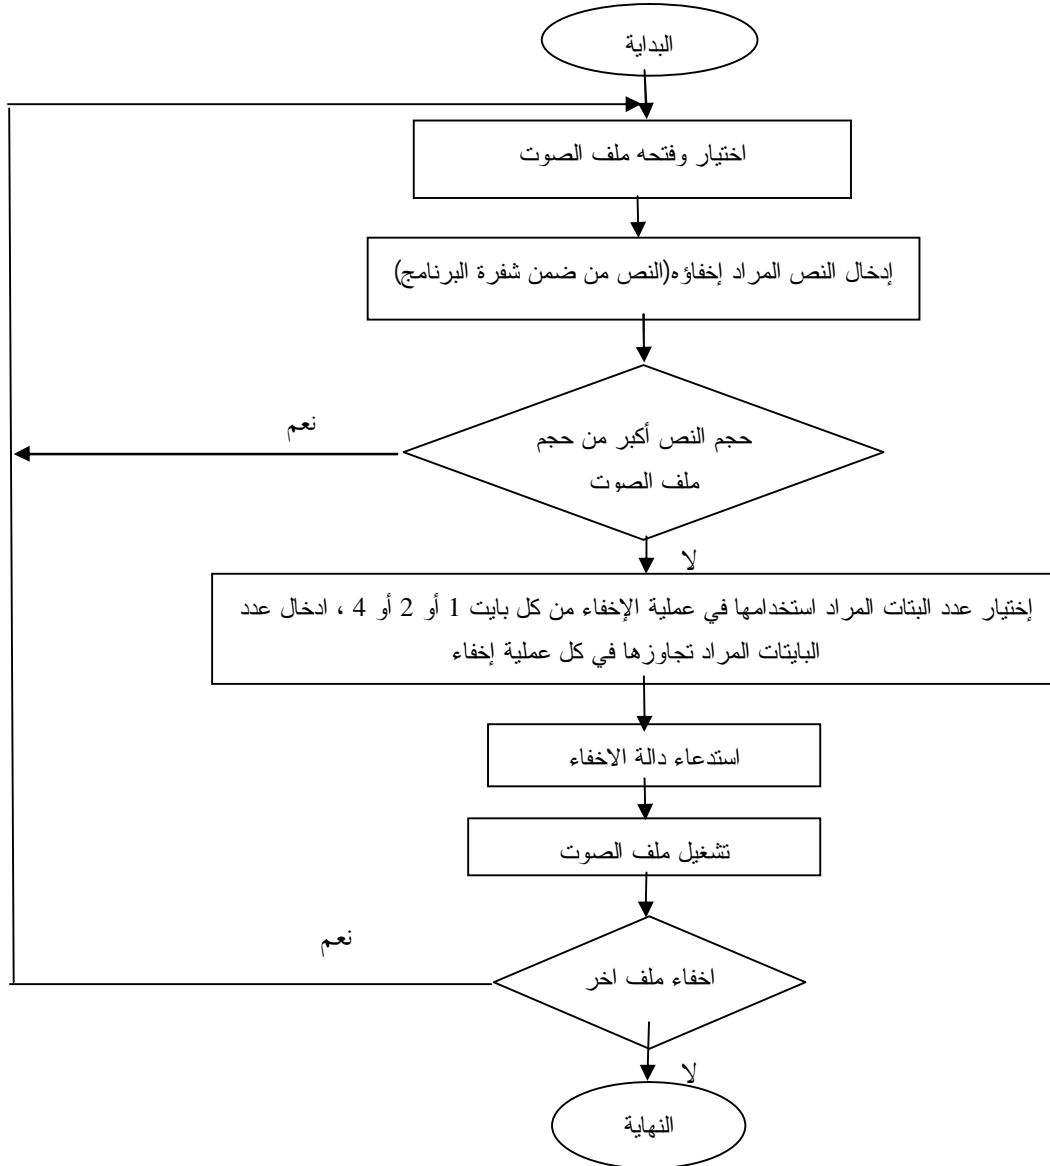 البداية
اختيار وفتحه ملف الصوت
إدخال النص المراد إخفاؤه(النص من ضمن شفرة البرنامج)
نعم
حجم النص أكبر من حجم
ملف الصوت
لا
إختيار عدد البتات المراد استخدامها في عملية الإخفاء من كل بايت 1 أو 2 أو 4 ، ادخال عدد
البايتات المراد تجاوزها في كل عملية إخفاء
استدعاء دالة الاخفاء
تشغيل ملف الصوت
نعم
اخفاء ملف اخر
لا
النهاية